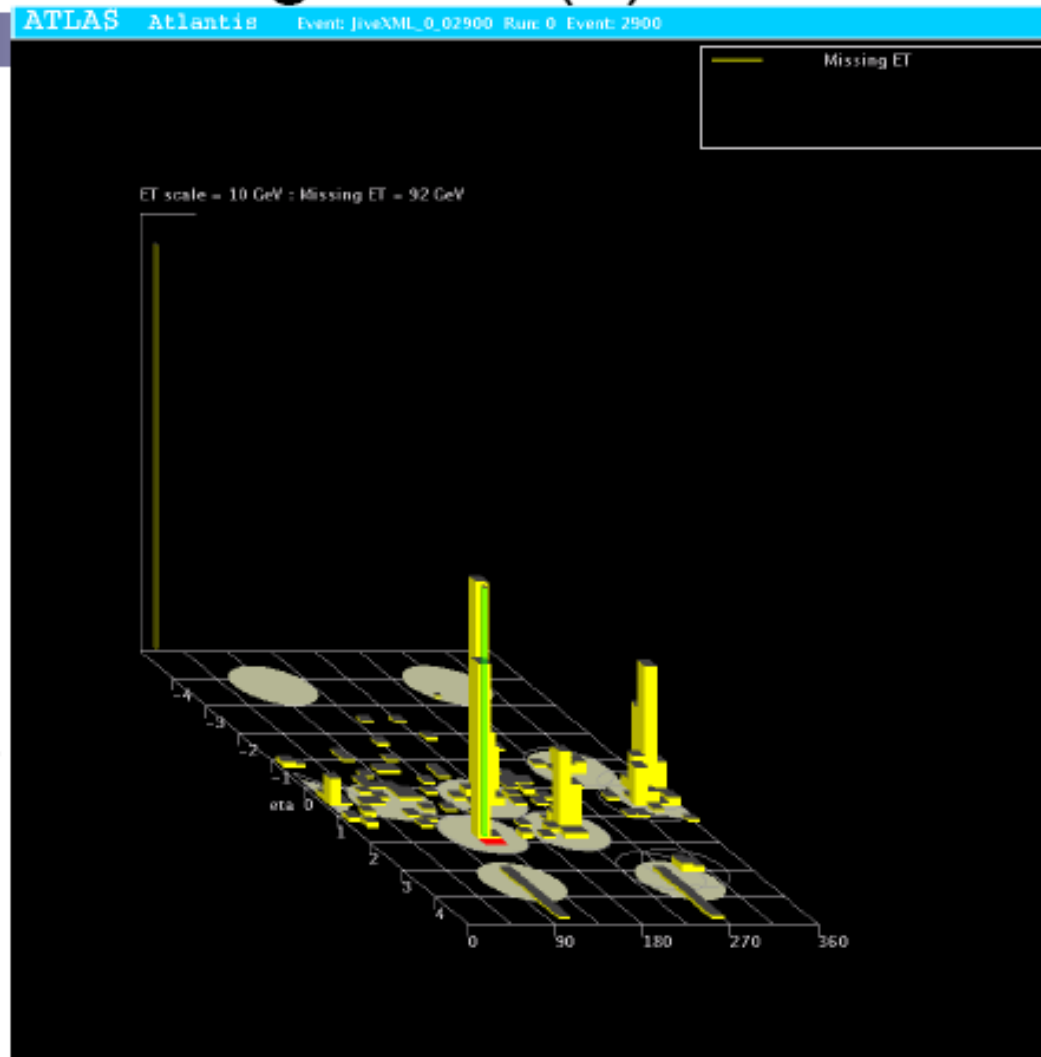 ATLAS Atlantis Event: JiveXML_0_02900 Run: 0 Event: 2900
Missing ET
ET scale = 10 GeV : Missing ET = 92 GeV
-4
-3
-2
-1
eta 0
1
2
3
4
0 90 180 270 360